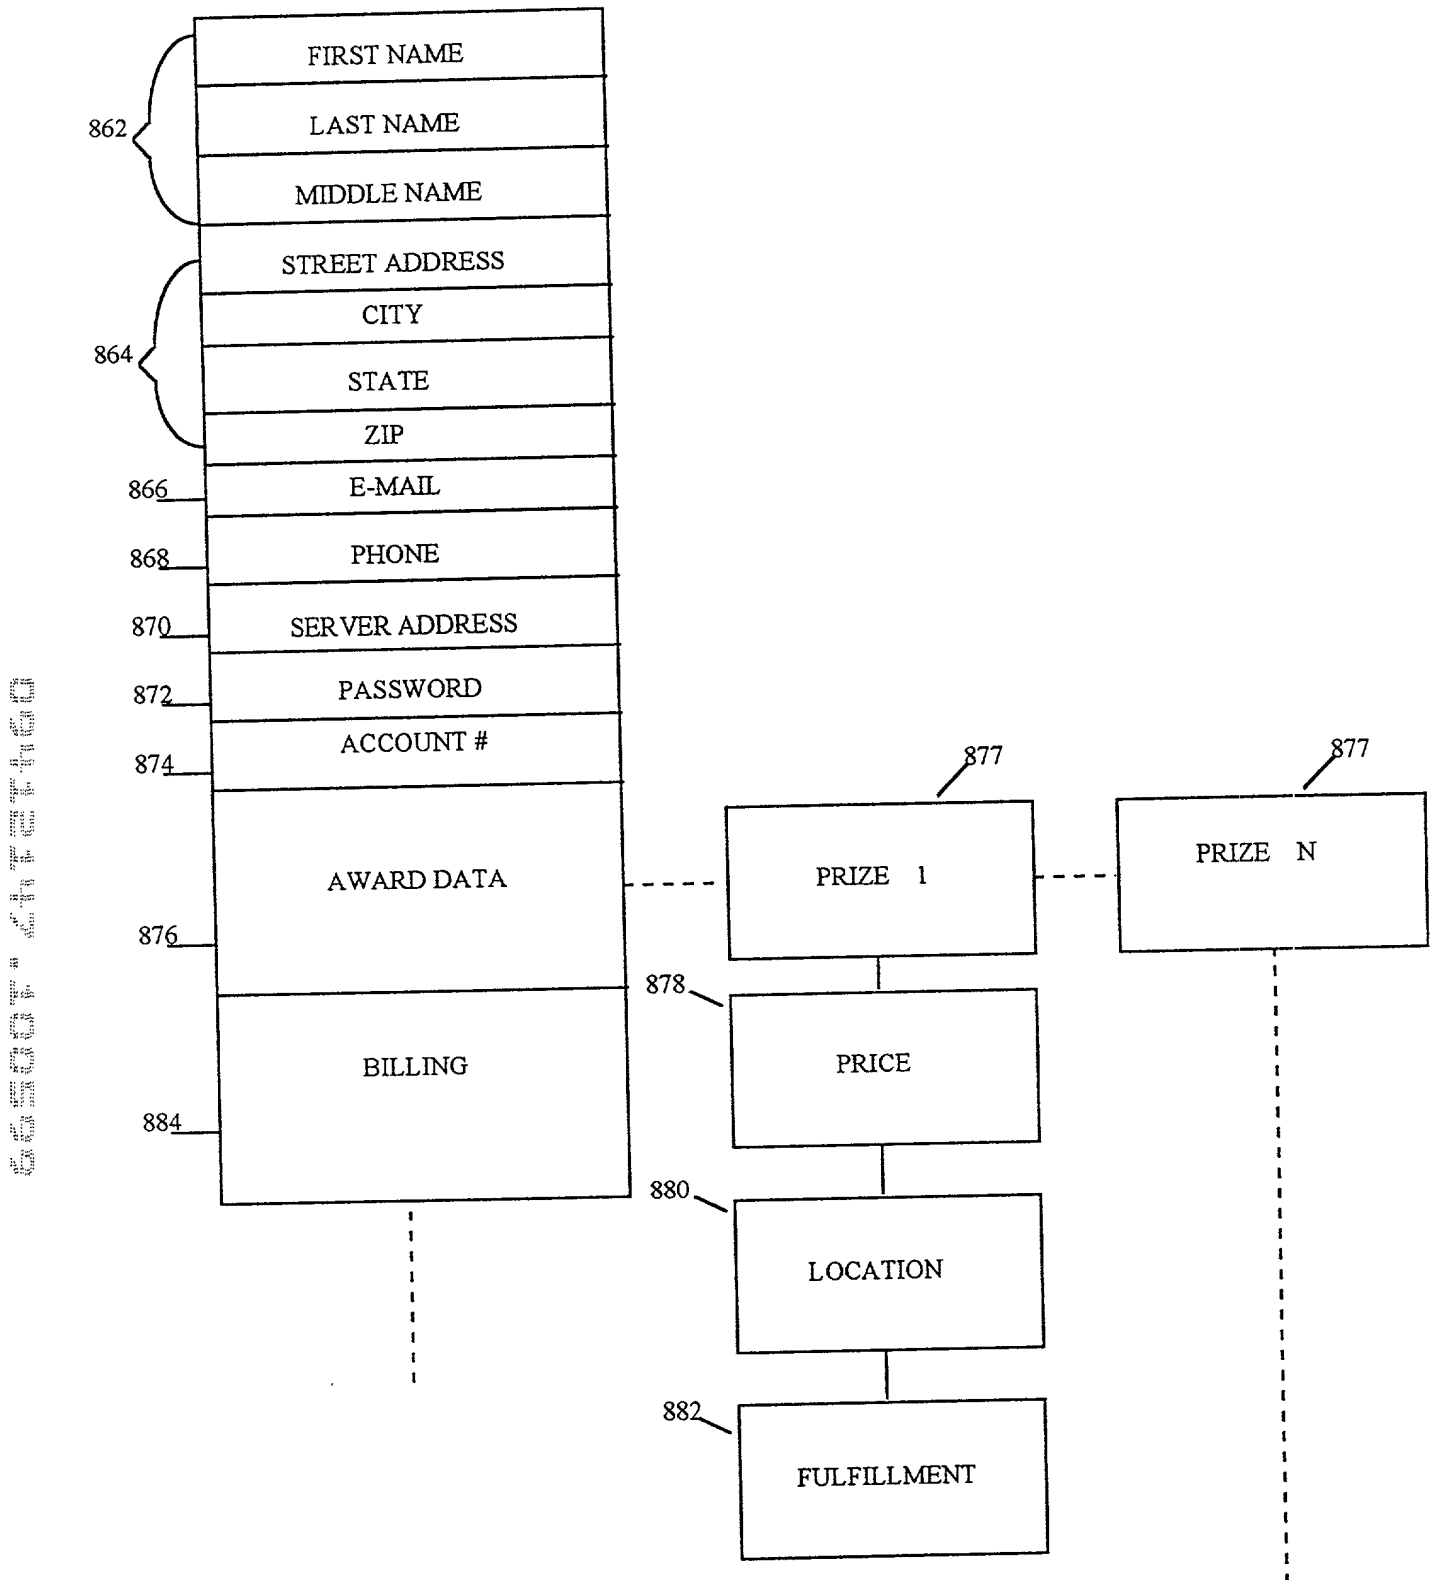 FIRST NAME
862
LAST NAME
MIDDLE NAME
STREET ADDRESS
CITY
864
STATE
ZIP
866
E-MAIL
868
PHONE
870
SERVER ADDRESS
872
PASSWORD
874
ACCOUNT #
877
877
AWARD DATA
PRIZE 1
PRIZE N
876
878
BILLING
PRICE
884
880
LOCATION
882
FULFILLMENT